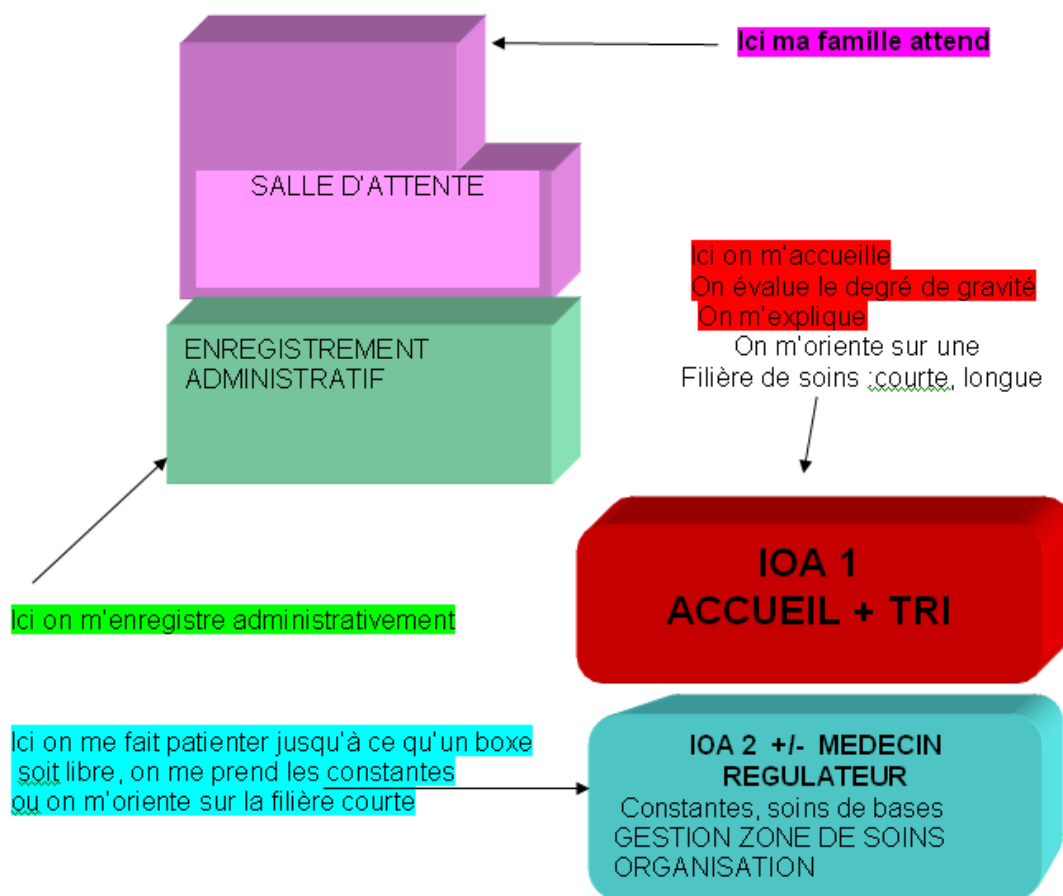 Ici ma famille attend
SALLE D'ATTENTE
Ici on m'accueille
On évalue le degré de gravité
On m'explique
On m'oriente sur une
Filière de soins :courte, longue
ENREGISTREMENT
ADMINISTRATIF
IOA 1
ACCUEIL + TRI
Ici on m'enregistre administrativement
Ici on me fait patienter jusqu'à ce qu'un boxe
soit libre, on me prend les constantes
ou on m'oriente sur la filière courte
IOA 2 +/- MEDECIN
REGULATEUR
Constantes, soins de bases
GESTION ZONE DE SOINS
ORGANISATION